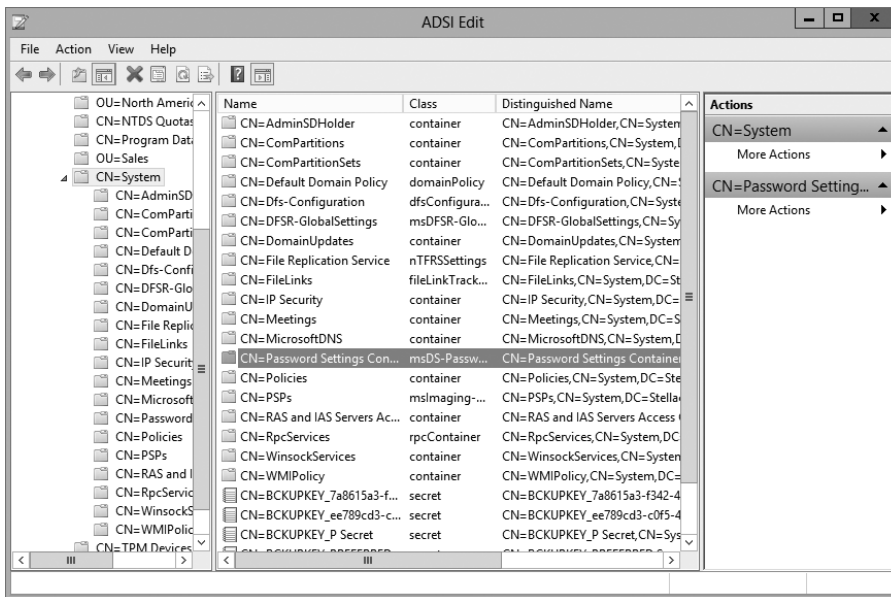 ADSI Edit
File Action View Help
OU=North Americ
CN=NTDS Quotas
CN=Program Data
OU=Sales
CN=System
CN=AdminSD
CN=ComParti
CN=ComParti
CN=Default D
CN=Dfs-Confi
CN=DFSR-Glo
CN=DomainU
CN=File Replic
CN=FileLinks
CN=IP Securit
CN=Meetings
CN=Microsoft
CN=Password
CN=Policies
CN=PSPs
CN=RAS and I
CN=RpcServic
CN=WinsockS
CN=WMIPolic
CN=TPM Devices
Name Class Distinguished Name
CN=AdminSDHolder container CN=AdminSDHolder,CN=System
CN=ComPartitions container CN=ComPartitions,CN=System,D
CN=ComPartitionSets container CN=ComPartitionSets,CN=Syste
CN=Default Domain Policy domainPolicy CN=Default Domain Policy,CN=S
CN=Dfs-Configuration dfsConfigura... CN=Dfs-Configuration,CN=Syste
CN=DFSR-GlobalSettings msDFSR-Glo... CN=DFSR-GlobalSettings,CN=Sy
CN=DomainUpdates container CN=DomainUpdates,CN=System
CN=File Replication Service nTFRSSettings CN=File Replication Service,CN=
CN=FileLinks fileLinkTrack... CN=FileLinks,CN=System,DC=St
CN=IP Security container CN=IP Security,CN=System,DC=
CN=Meetings container CN=Meetings,CN=System,DC=S
CN=MicrosoftDNS container CN=MicrosoftDNS,CN=System,D
CN=Password Settings Con... msDS-Passw... CN=Password Settings Container
CN=Policies container CN=Policies,CN=System,DC=Ste
CN=PSPs msImaging-... CN=PSPs,CN=System,DC=Stella
CN=RAS and IAS Servers Ac... container CN=RAS and IAS Servers Access
CN=RpcServices rpcContainer CN=RpcServices,CN=System,DC
CN=WinsockServices container CN=WinsockServices,CN=System
CN=WMIPolicy container CN=WMIPolicy,CN=System,DC=
CN=BCKUPKEY_7a8615a3-f... secret CN=BCKUPKEY_7a8615a3-f342-4
CN=BCKUPKEY_ee789cd3-c... secret CN=BCKUPKEY_ee789cd3-c0f5-4
CN=BCKUPKEY_P Secret secret CN=BCKUPKEY_P Secret,CN=Sys
Actions
CN=System
More Actions
CN=Password Setting...
More Actions